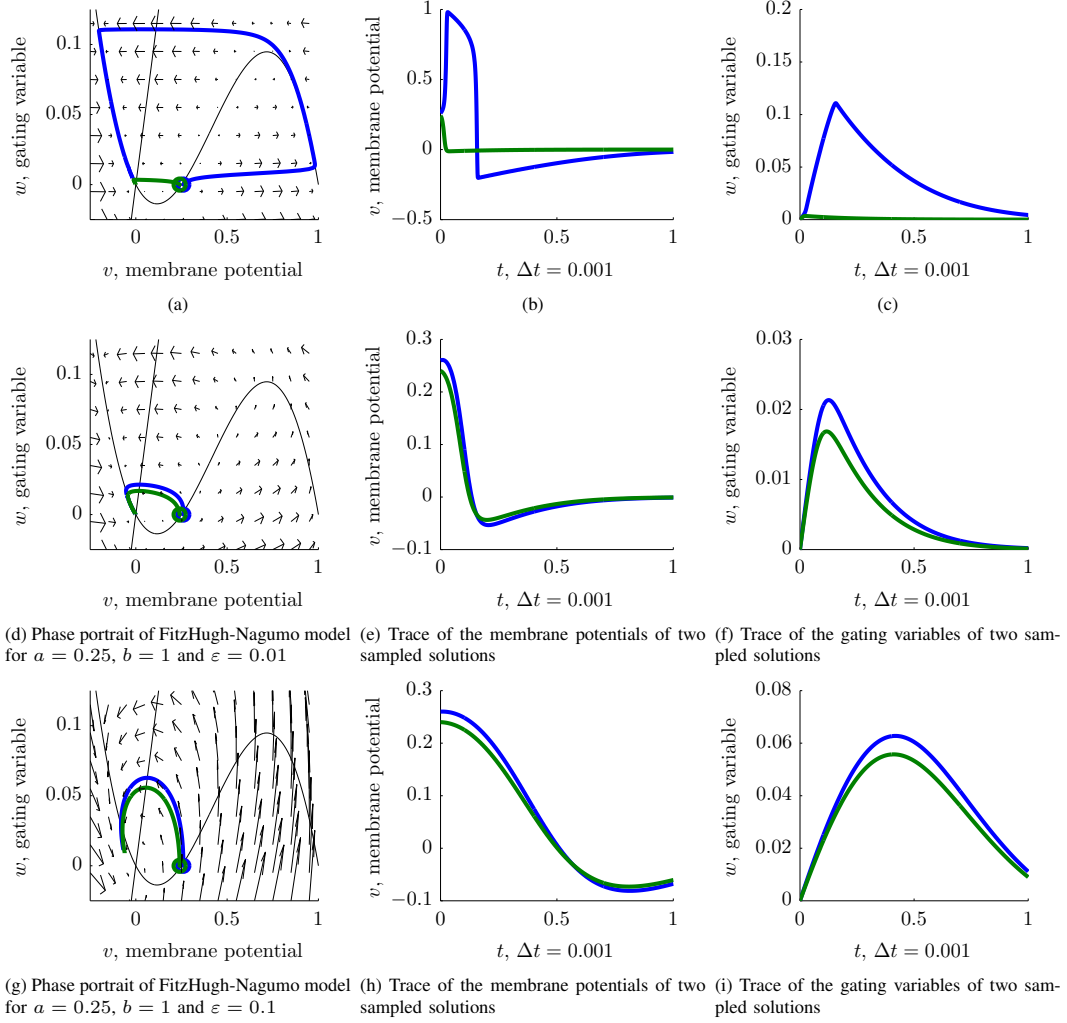 w, gating variable
0.1
0.05
0
0 0.5 1
v, membrane potential
(a)
v, membrane potential
1
0.5
0
−0.5
0 0.5 1
t, Δt = 0.001
(b)
w, gating variable
0.2
0.15
0.1
0.05
0
0 0.5 1
t, Δt = 0.001
(c)
w, gating variable
0.1
0.05
0
0 0.5 1
v, membrane potential
(d) Phase portrait of FitzHugh-Nagumo model
for a = 0.25, b = 1 and ε = 0.01
v, membrane potential
0.3
0.2
0.1
0
−0.1
0 0.5 1
t, Δt = 0.001
(e) Trace of the membrane potentials of two
sampled solutions
w, gating variable
0.03
0.02
0.01
0
0 0.5 1
t, Δt = 0.001
(f) Trace of the gating variables of two sam-
pled solutions
w, gating variable
0.1
0.05
0
0 0.5 1
v, membrane potential
(g) Phase portrait of FitzHugh-Nagumo model
for a = 0.25, b = 1 and ε = 0.1
v, membrane potential
0.3
0.2
0.1
0
−0.1
0 0.5 1
t, Δt = 0.001
(h) Trace of the membrane potentials of two
sampled solutions
w, gating variable
0.08
0.06
0.04
0.02
0
0 0.5 1
t, Δt = 0.001
(i) Trace of the gating variables of two sam-
pled solutions